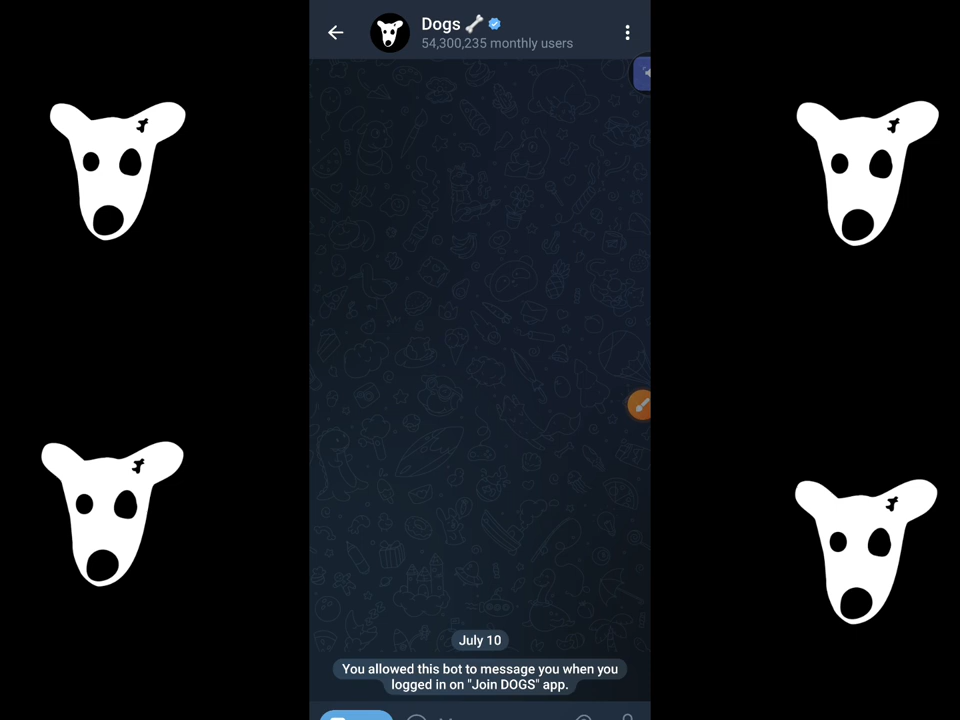 Dogs 🦴
54,300,235 monthly users
July 10
You allowed this bot to message you when you
logged in on "Join DOGS" app.